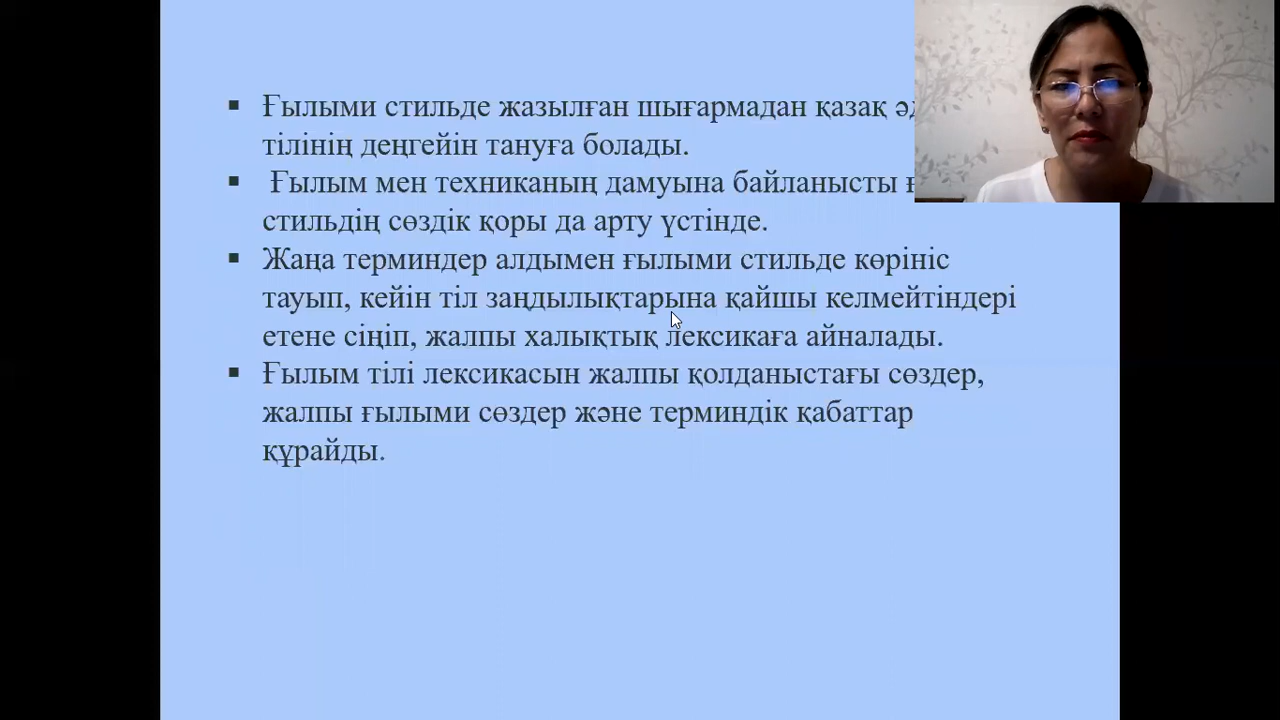 ▪ Ғылыми стильде жазылған шығармадан қазақ
тілінің деңгейін тануға болады.
▪ Ғылым мен техниканың дамуына байланысты
стильдің сөздік қоры да арту үстінде.
▪ Жаңа терминдер алдымен ғылыми стильде көрініс
тауып, кейін тіл заңдылықтарына қайшы келмейтіндері
етене сіңіп, жалпы халықтық лексикаға айналады.
▪ Ғылым тілі лексикасын жалпы қолданыстағы сөздер,
жалпы ғылыми сөздер және терминдік қабаттар
құрайды.